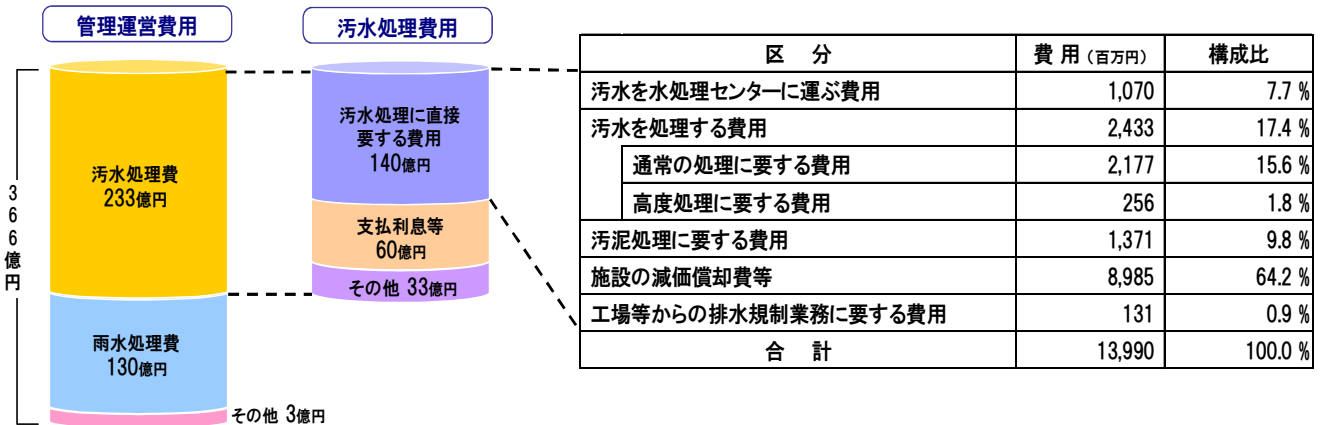 管理運営費用
366億円
汚水処理費
233億円
雨水処理費
130億円
その他 3億円
汚水処理費用
汚水処理に直接
要する費用
140億円
支払利息等
60億円
その他 33億円
区 分 費 用 (百万円) 構成比
汚水を水処理センターに運ぶ費用 1,070 7.7 %
汚水を処理する費用 2,433 17.4 %
通常の処理に要する費用 2,177 15.6 %
高度処理に要する費用 256 1.8 %
汚泥処理に要する費用 1,371 9.8 %
施設の減価償却費等 8,985 64.2 %
工場等からの排水規制業務に要する費用 131 0.9 %
合 計 13,990 100.0 %